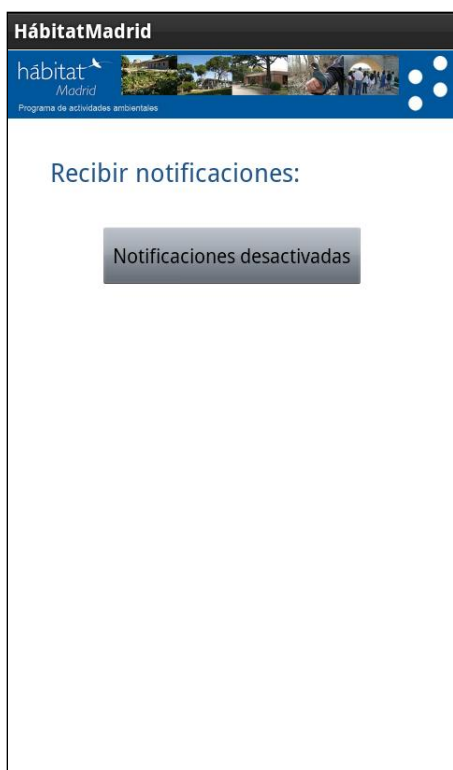 HábitatMadrid
hábitat
Madrid
Programa de actividades ambientales
Recibir notificaciones:
Notificaciones desactivadas